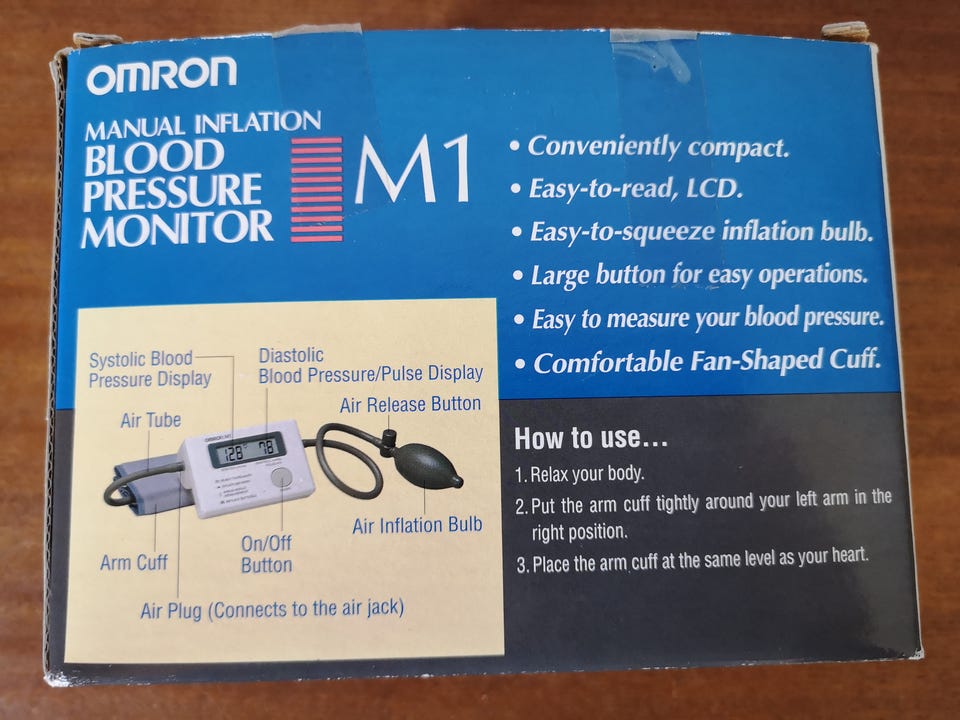 OMRON
MANUAL INFLATION
BLOOD
PRESSURE
MONITOR
M1
• Conveniently compact.
• Easy-to-read, LCD.
• Easy-to-squeeze inflation bulb.
• Large button for easy operations.
• Easy to measure your blood pressure.
• Comfortable Fan-Shaped Cuff.
Systolic Blood
Pressure Display
Diastolic
Blood Pressure/Pulse Display
Air Tube
Air Release Button
OMRON M1
128 78
Air Inflation Bulb
On/Off
Button
Arm Cuff
Air Plug (Connects to the air jack)
How to use...
1. Relax your body.
2. Put the arm cuff tightly around your left arm in the
right position.
3. Place the arm cuff at the same level as your heart.